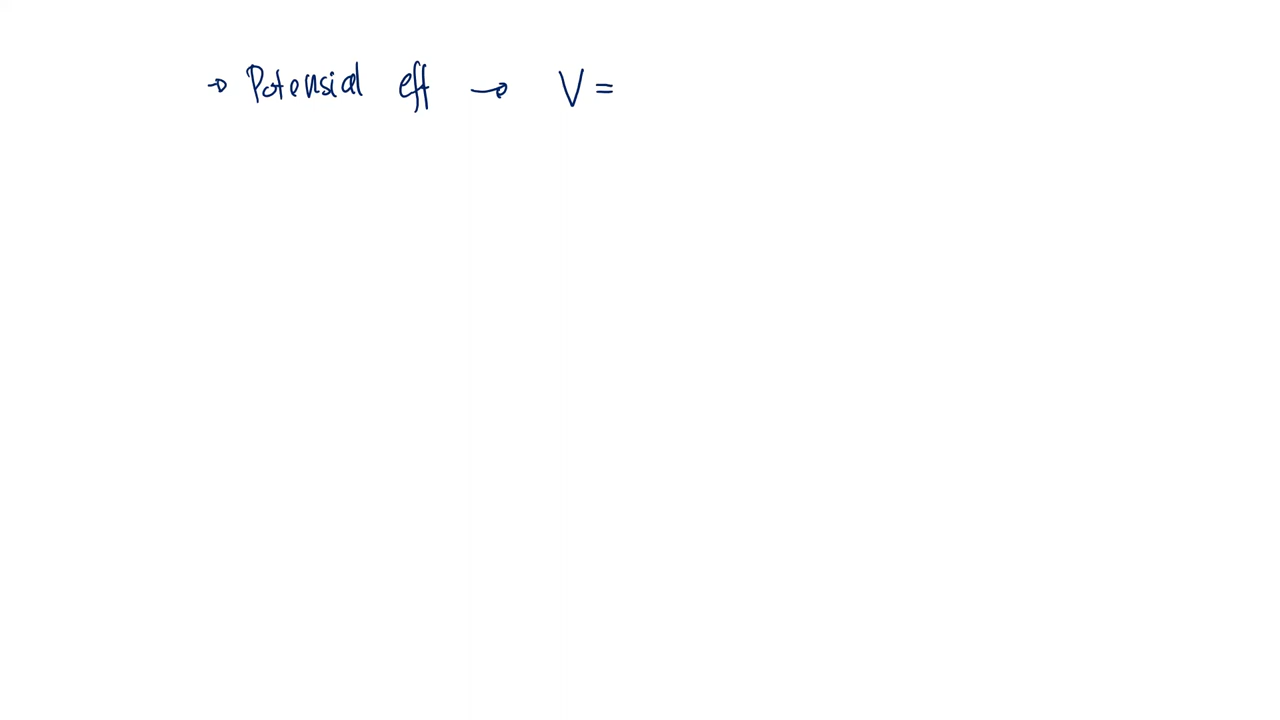 → Potensial eff → V =